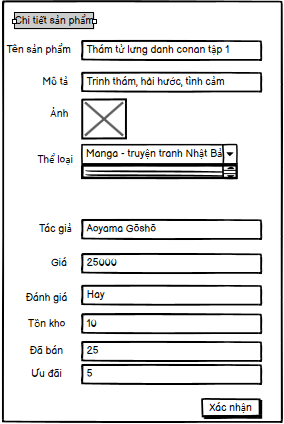 Chi tiết sản phẩm
Tên sản phẩm Thám tử lưng danh conan tập 1
Mô tả Trinh thám, hài hước, tình cảm
Ảnh
Thể loại Manga - truyện tranh Nhật Bả
Tác giả Aoyama Gōshō
Giá 25000
Đánh giá Hay
Tồn kho 10
Đã bán 25
Ưu đãi 5
Xác nhận